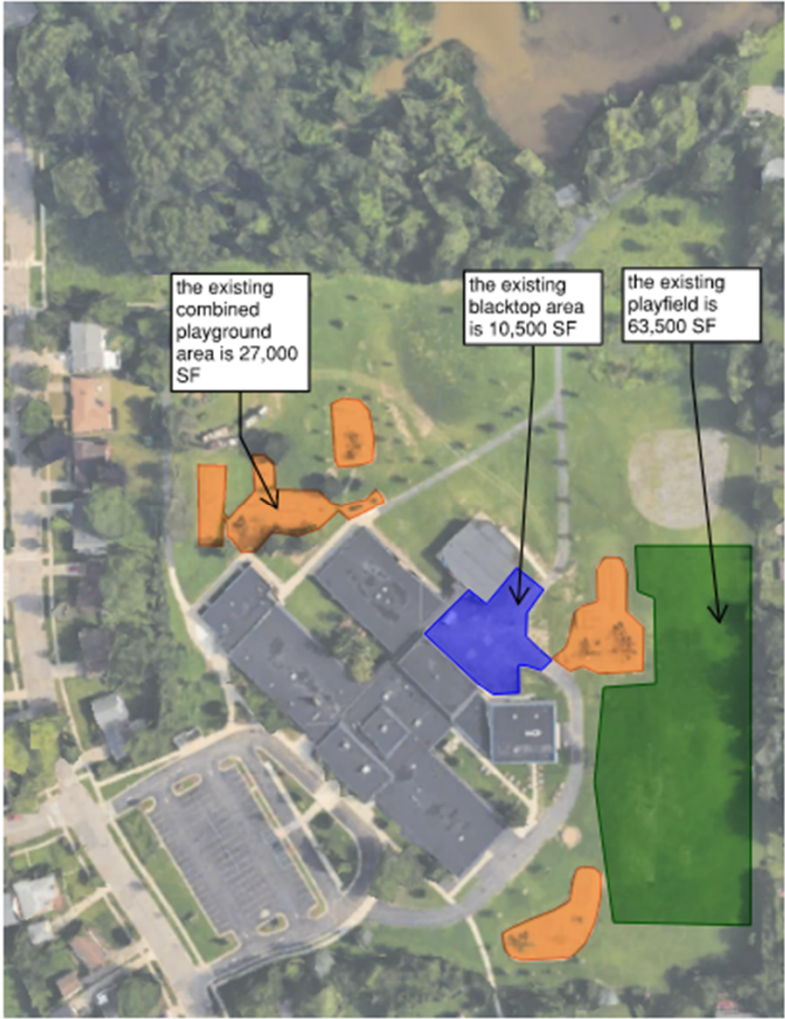 the existing
combined
playground
area is 27,000
SF
the existing
blacktop area
is 10,500 SF
the existing
playfield is
63,500 SF